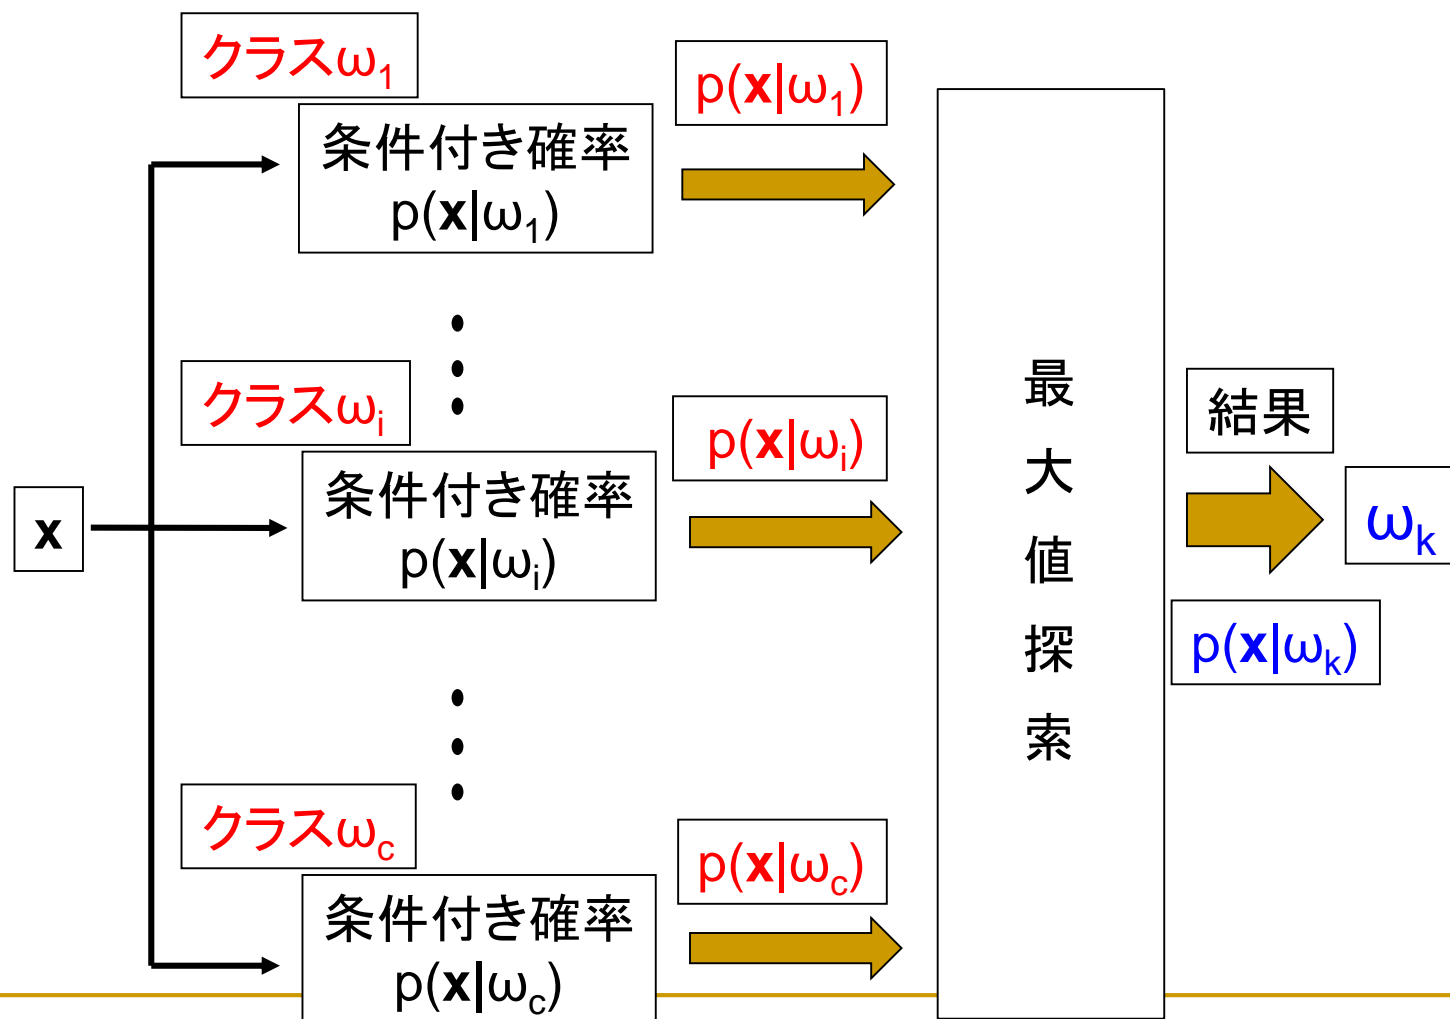 クラスω1
p(x|ω1)
条件付き確率
p(x|ω1)
クラスωi
p(x|ωi)
条件付き確率
p(x|ωi)
x
最大値探索
結果
ωk
p(x|ωk)
クラスωc
p(x|ωc)
条件付き確率
p(x|ωc)